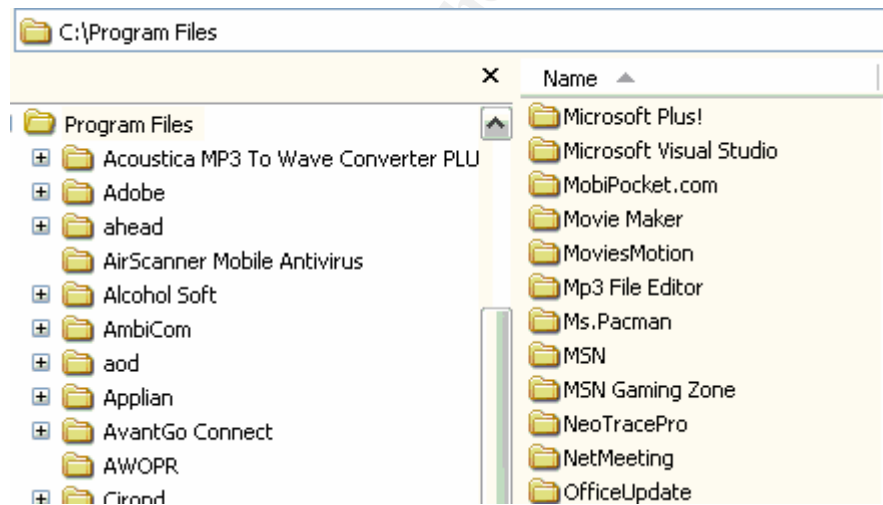 C:\Program Files
Name
Program Files
Acoustica MP3 To Wave Converter PLU
Adobe
ahead
AirScanner Mobile Antivirus
Alcohol Soft
AmbiCom
aod
Applian
AvantGo Connect
AWOPR
Cirond
Microsoft Plus!
Microsoft Visual Studio
MobiPocket.com
Movie Maker
MoviesMotion
Mp3 File Editor
Ms.Pacman
MSN
MSN Gaming Zone
NeoTracePro
NetMeeting
OfficeUpdate